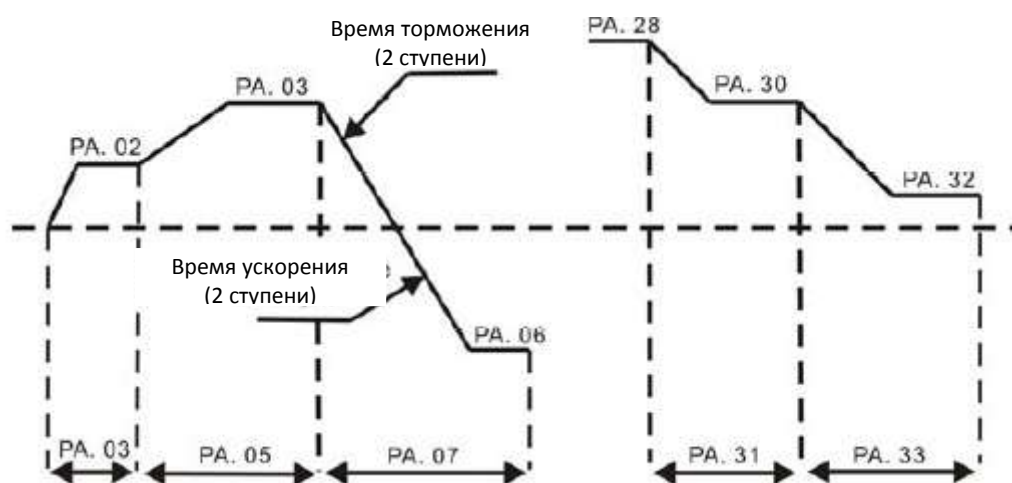 Время торможения
(2 ступени)
PA. 28
PA. 03
PA. 30
PA. 02
PA. 32
Время ускорения
(2 ступени)
PA. 06
PA. 03
PA. 05
PA. 07
PA. 31
PA. 33